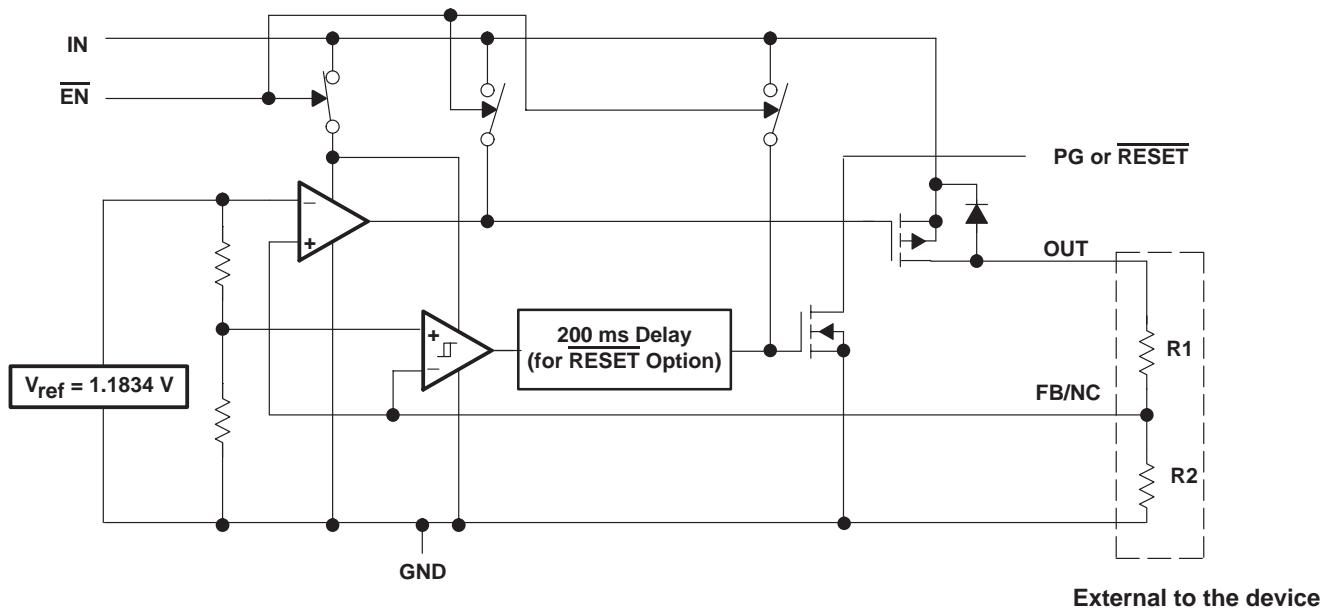 IN
EN
PG or RESET
−
+
OUT
+
−
200 ms Delay
(for RESET Option)
R1
Vref = 1.1834 V
FB/NC
R2
GND
External to the device